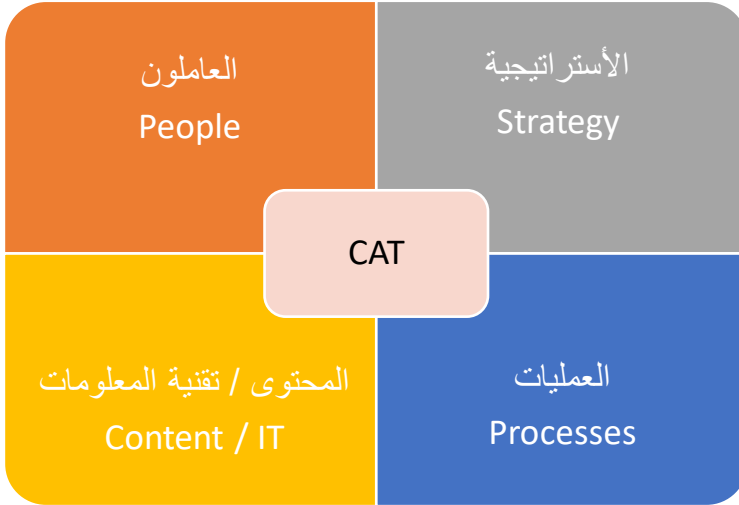 العاملون
People
الأستراتيجية
Strategy
CAT
المحتوى / تقنية المعلومات
Content / IT
العمليات
Processes